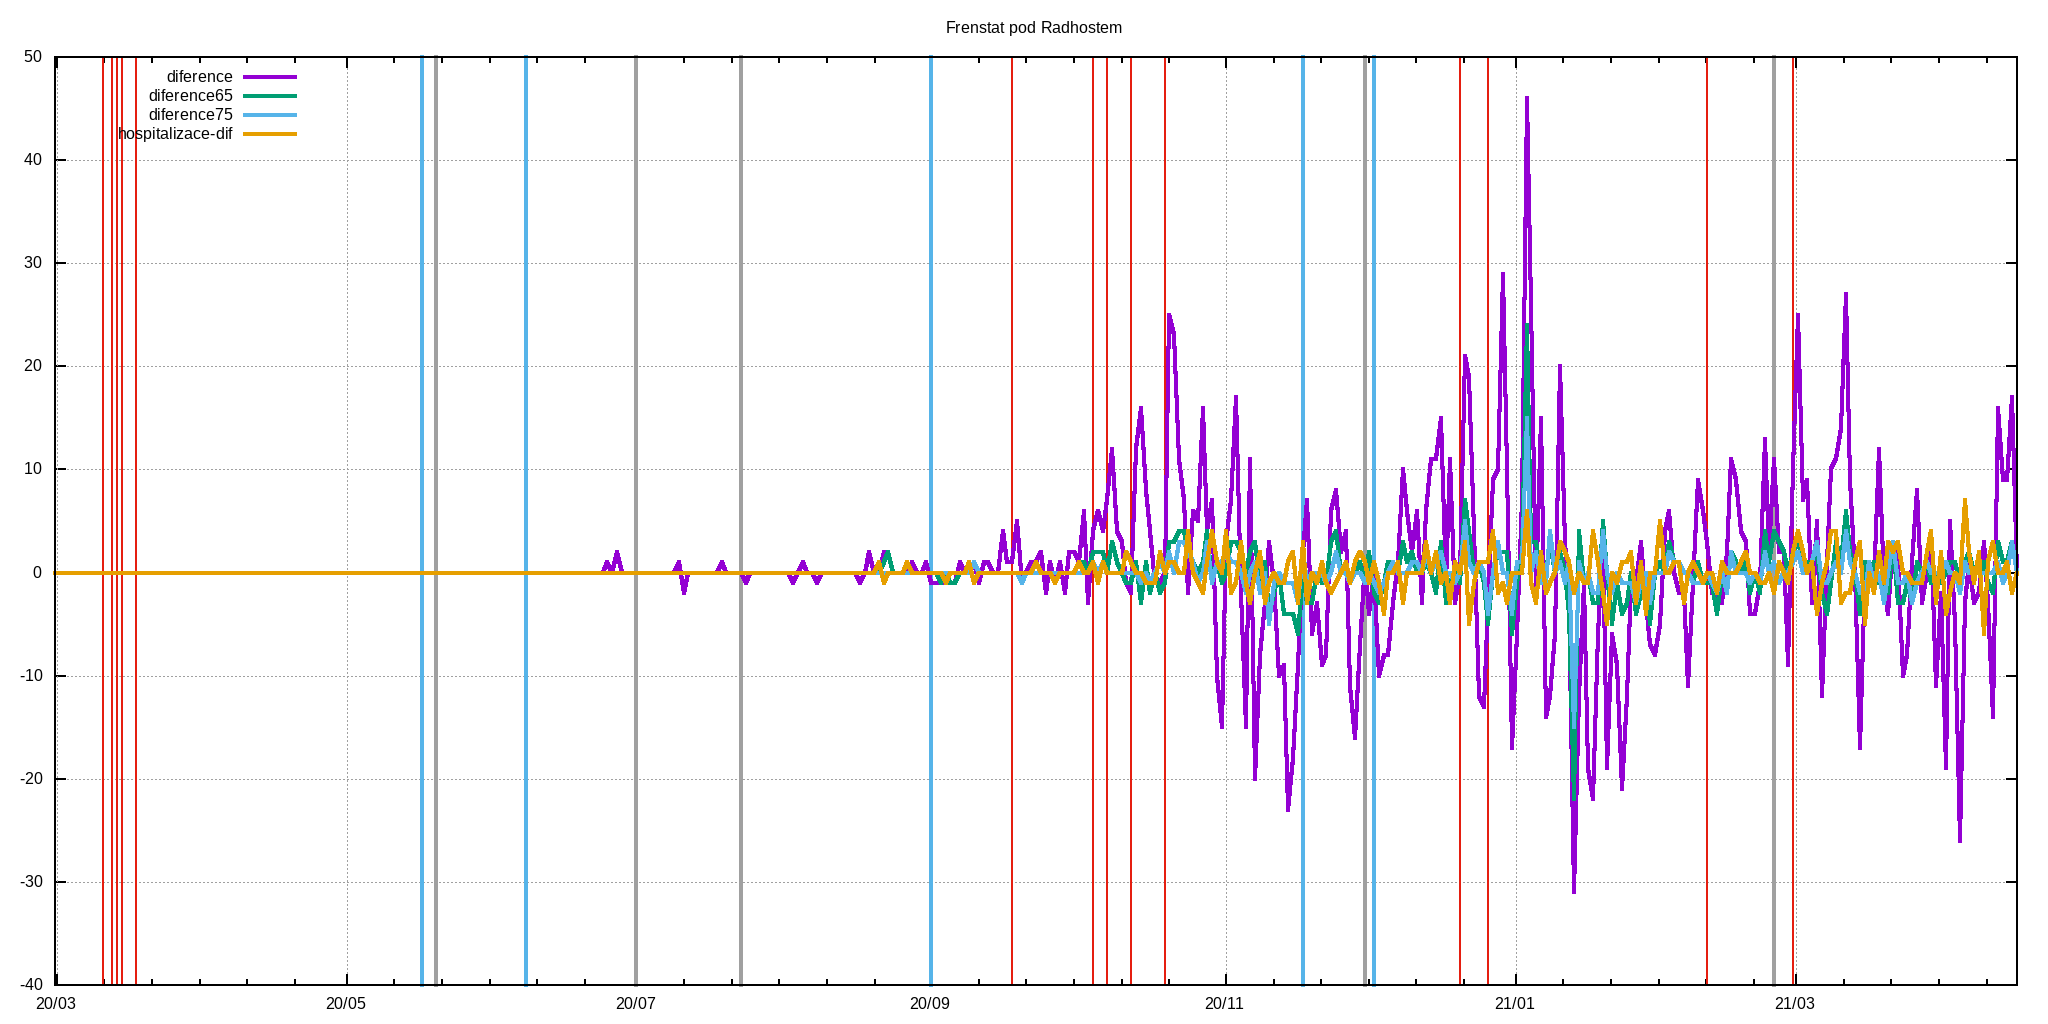 Frenstat pod Radhostem
50
40
30
20
10
0
-10
-20
-30
-40
diference
diference65
diference75
hospitalizace-dif
20/03 20/05 20/07 20/09 20/11 21/01 21/03